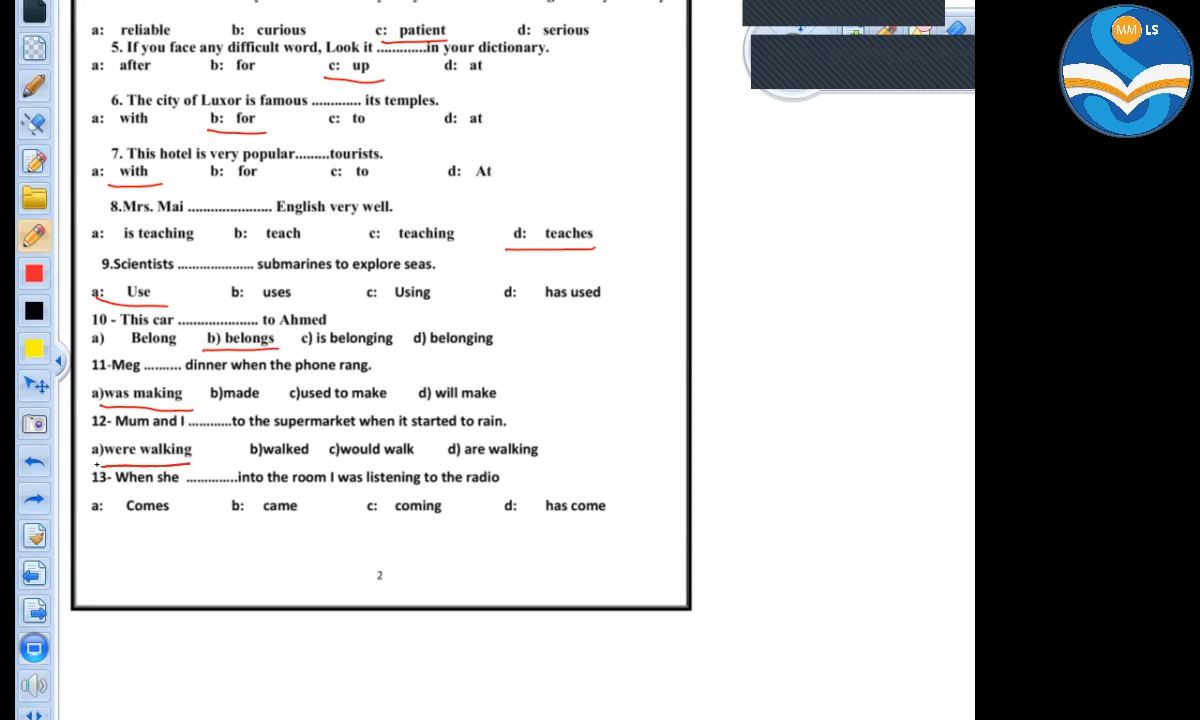 a: reliable b: curious c: patient d: serious
5. If you face any difficult word, Look it .............in your dictionary.
a: after b: for c: up d: at
6. The city of Luxor is famous ............. its temples.
a: with b: for c: to d: at
7. This hotel is very popular.........tourists.
a: with b: for c: to d: At
8.Mrs. Mai ...................... English very well.
a: is teaching b: teach c: teaching d: teaches
9.Scientists .................... submarines to explore seas.
a: Use b: uses c: Using d: has used
10 - This car ..................... to Ahmed
a) Belong b) belongs c) is belonging d) belonging
11-Meg .......... dinner when the phone rang.
a)was making b)made c)used to make d) will make
12- Mum and I ............to the supermarket when it started to rain.
a)were walking b)walked c)would walk d) are walking
13- When she ..............into the room I was listening to the radio
a: Comes b: came c: coming d: has come
2
MM LS